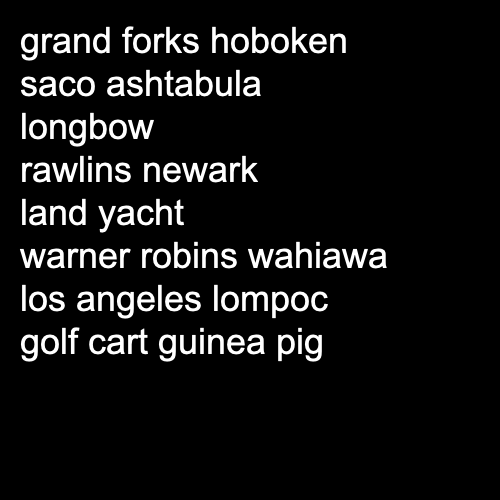 grand forks hoboken
saco ashtabula
longbow
rawlins newark
land yacht
warner robins wahiawa
los angeles lompoc
golf cart guinea pig